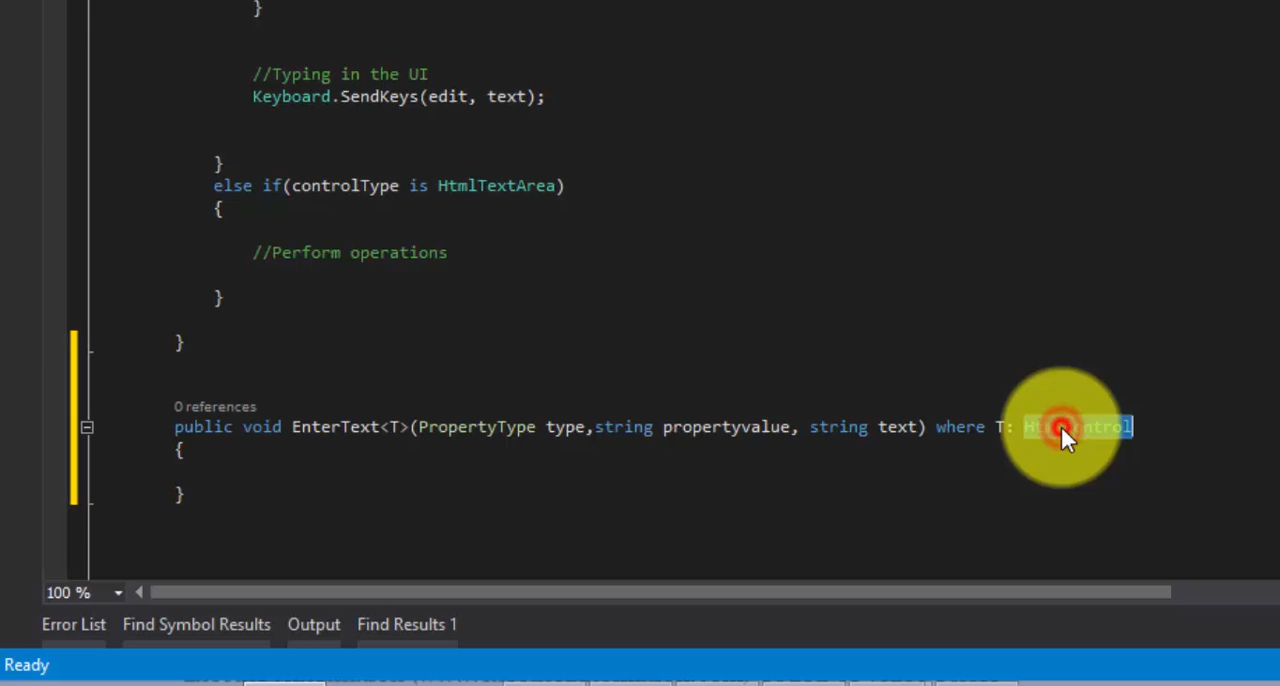 }
//Typing in the UI
Keyboard.SendKeys(edit, text);
}
else if(controlType is HtmlTextArea)
{
//Perform operations
}
}
0 references
public void EnterText<T>(PropertyType type,string propertyvalue, string text) where T: HtmlControl
{
}
100 %
Error List Find Symbol Results Output Find Results 1
Ready